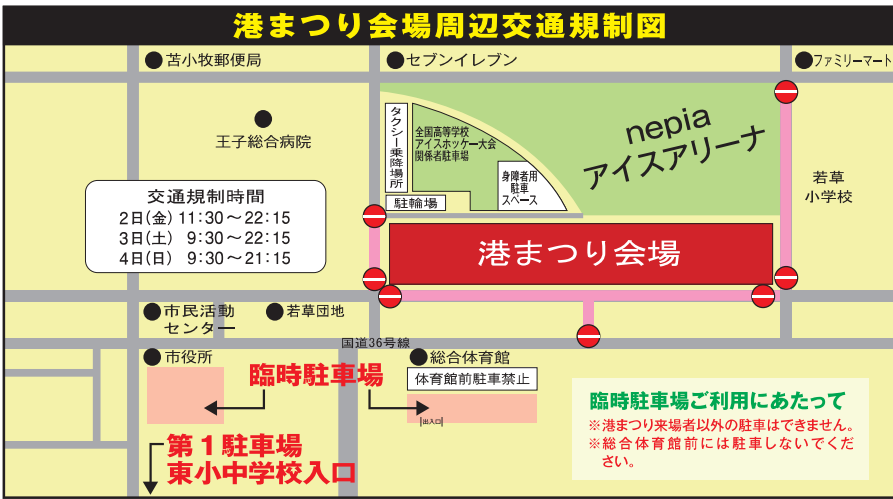 港まつり会場周辺交通規制図
苫小牧郵便局
セブンイレブン
ファミリーマート
王子総合病院
タクシー乗降場所
全国高等学校
アイスホッケー大会
関係者駐車場
身障者用
駐車
スペース
駐輪場
nepia
アイスアリーナ
若草
小学校
交通規制時間
2日(金) 11:30～22:15
3日(土) 9:30～22:15
4日(日) 9:30～21:15
港まつり会場
市民活動
センター
若草団地
国道36号線
市役所
総合体育館
体育館前駐車禁止
臨時駐車場
出入口
第1駐車場
東小中学校入口
臨時駐車場ご利用にあたって
※港まつり来場者以外の駐車はできません。
※総合体育館前には駐車しないでくだ
さい。